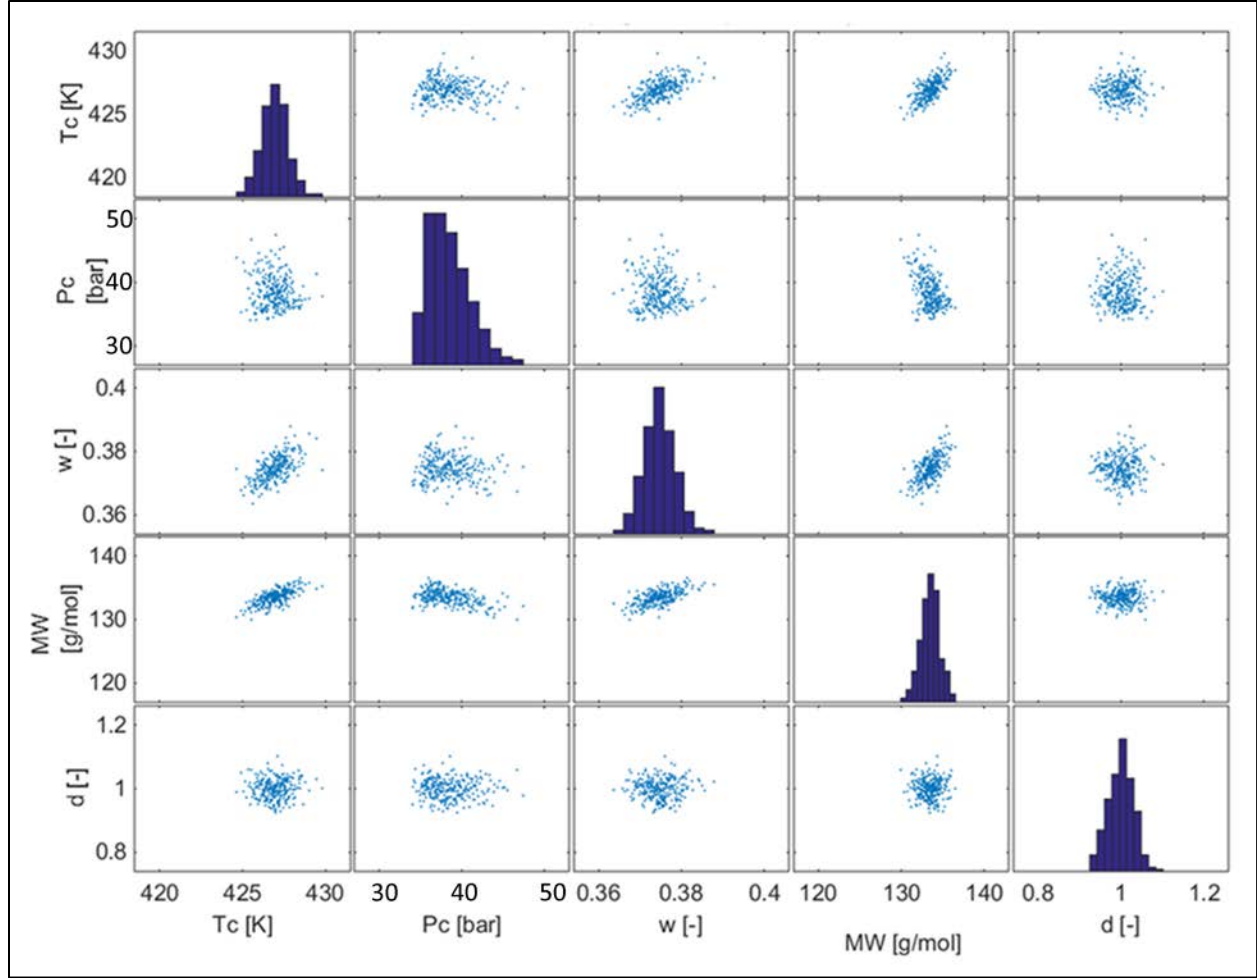 430
425
420
Tc [K]
50
40
30
Pc
[bar]
0.4
0.38
0.36
w [-]
140
130
120
MW
[g/mol]
1.2
1
0.8
d [-]
420 425 430 30 40 50 0.36 0.38 0.4 120 130 140 0.8 1 1.2
Tc [K] Pc [bar] w [-] MW [g/mol] d [-]